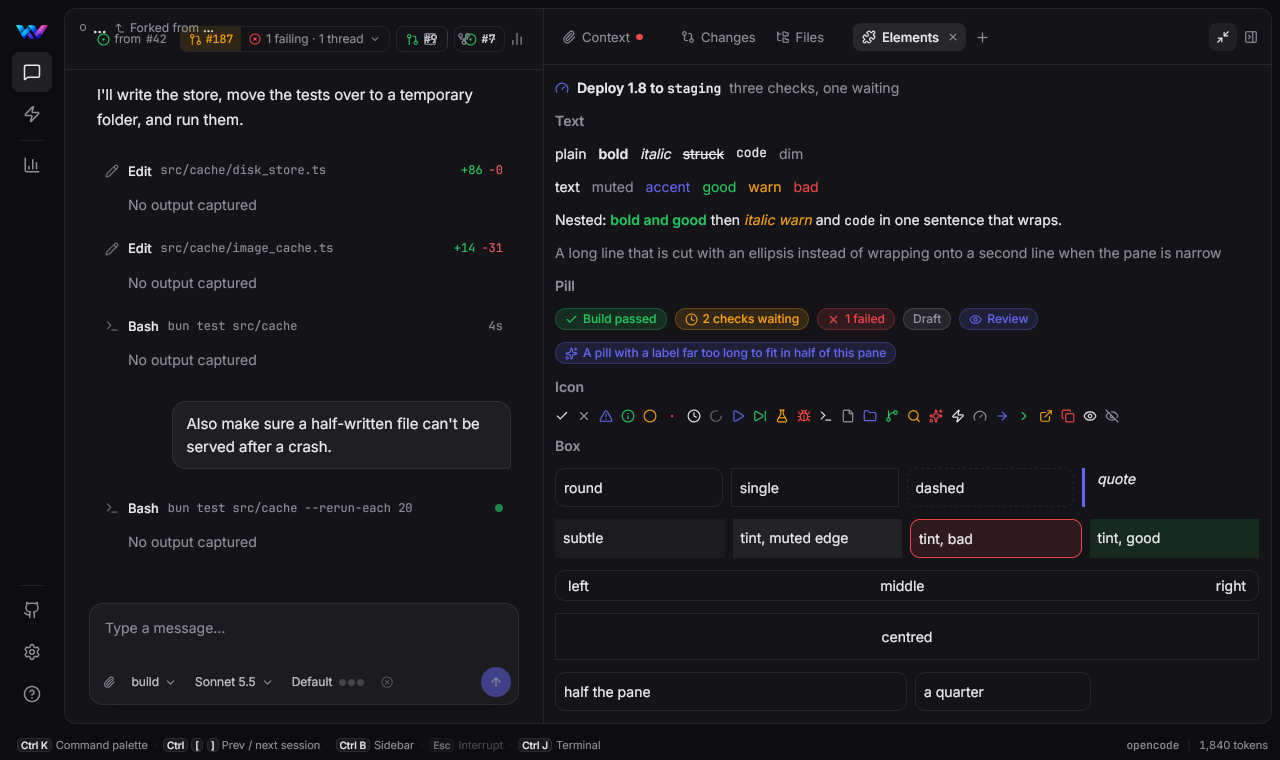 ... Forked from ...
from #42 #187 1 failing · 1 thread #7
I'll write the store, move the tests over to a temporary
folder, and run them.
Edit src/cache/disk_store.ts +86 -0
No output captured
Edit src/cache/image_cache.ts +14 -31
No output captured
Bash bun test src/cache 4s
No output captured
Also make sure a half-written file can't be
served after a crash.
Bash bun test src/cache --rerun-each 20
No output captured
Type a message...
build Sonnet 5.5 Default
Context Changes Files Elements
Deploy 1.8 to staging three checks, one waiting
Text
plain bold italic struck code dim
text muted accent good warn bad
Nested: bold and good then italic warn and code in one sentence that wraps.
A long line that is cut with an ellipsis instead of wrapping onto a second line when the pane is narrow
Pill
Build passed 2 checks waiting 1 failed Draft Review
A pill with a label far too long to fit in half of this pane
Icon
Box
round single dashed quote
subtle tint, muted edge tint, bad tint, good
left middle right
centred
half the pane a quarter
Ctrl K Command palette · Ctrl [ ] Prev / next session · Ctrl B Sidebar · Esc Interrupt · Ctrl J Terminal
opencode 1,840 tokens